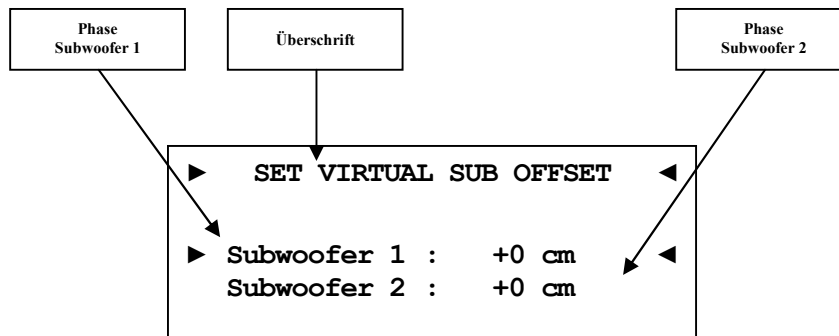 Phase
Subwoofer 1
Überschrift
Phase
Subwoofer 2
► SET VIRTUAL SUB OFFSET ◄
► Subwoofer 1 : +0 cm ◄
Subwoofer 2 : +0 cm